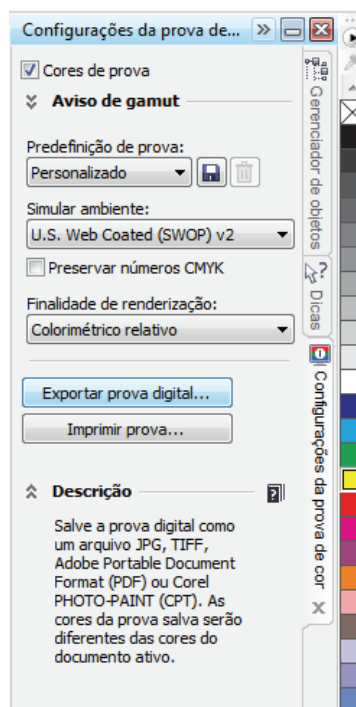 Configurações da prova de...
Cores de prova
Aviso de gamut
Predefinição de prova:
Personalizado
Simular ambiente:
U.S. Web Coated (SWOP) v2
Preservar números CMYK
Finalidade de renderização:
Colorimétrico relativo
Exportar prova digital...
Imprimir prova...
Descrição
Salve a prova digital como
um arquivo JPG, TIFF,
Adobe Portable Document
Format (PDF) ou Corel
PHOTO-PAINT (CPT). As
cores da prova salva serão
diferentes das cores do
documento ativo.
Gerenciador de objetos
Dicas
Configurações da prova de cor